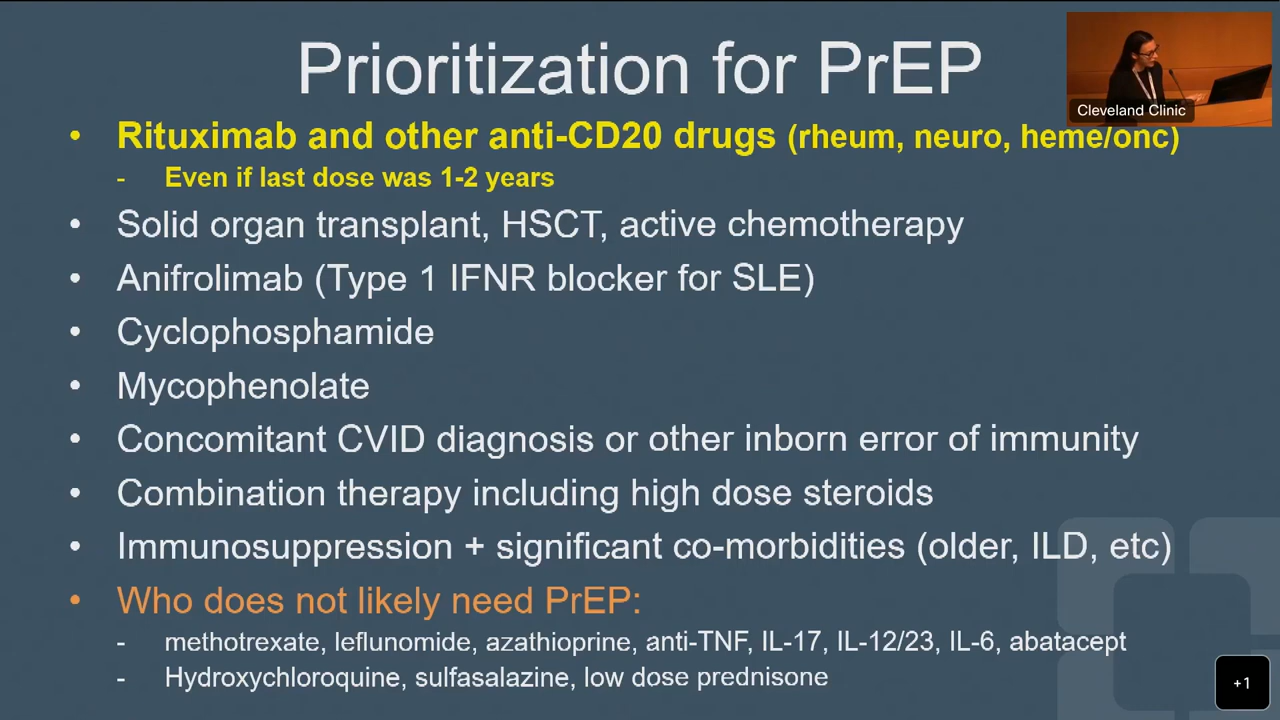 Prioritization for PrEP
Cleveland Clinic
• Rituximab and other anti-CD20 drugs (rheum, neuro, heme/onc)
- Even if last dose was 1-2 years
• Solid organ transplant, HSCT, active chemotherapy
• Anifrolimab (Type 1 IFNR blocker for SLE)
• Cyclophosphamide
• Mycophenolate
• Concomitant CVID diagnosis or other inborn error of immunity
• Combination therapy including high dose steroids
• Immunosuppression + significant co-morbidities (older, ILD, etc)
• Who does not likely need PrEP:
- methotrexate, leflunomide, azathioprine, anti-TNF, IL-17, IL-12/23, IL-6, abatacept
- Hydroxychloroquine, sulfasalazine, low dose prednisone
+1